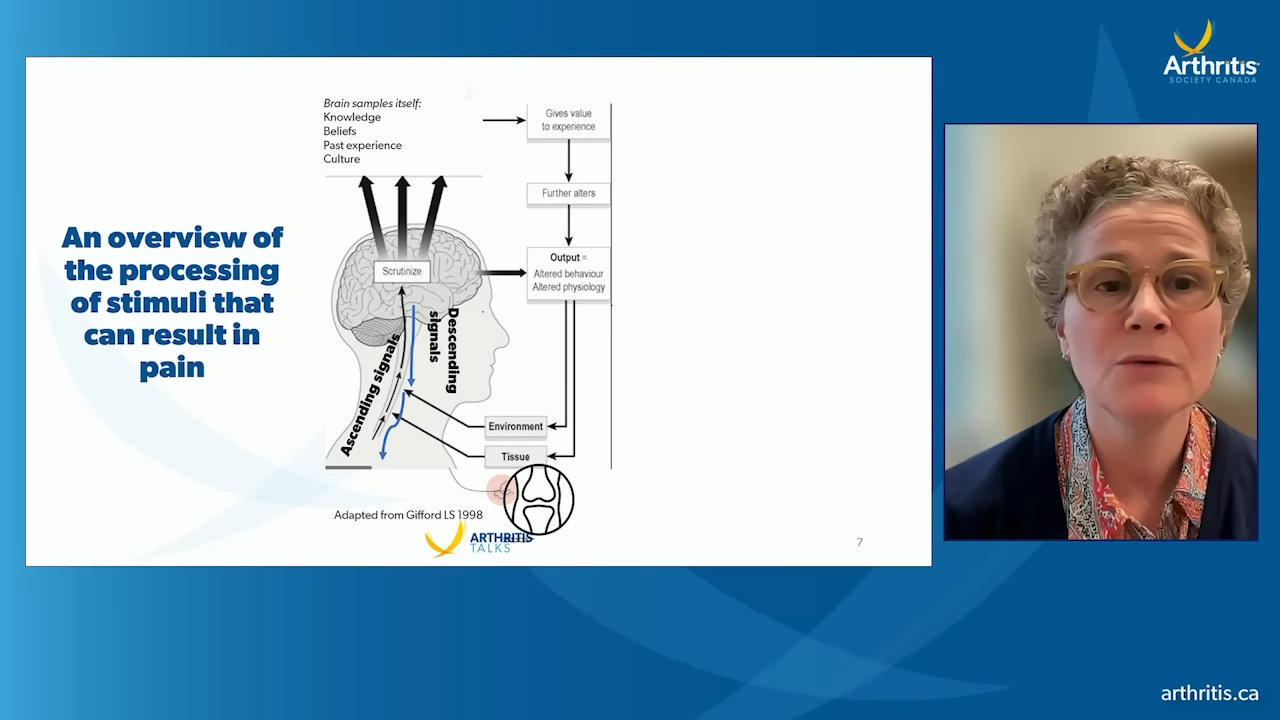 Arthritis
SOCIETY CANADA
An overview of
the processing
of stimuli that
can result in
pain
Brain samples itself:
Knowledge
Beliefs
Past experience
Culture
Gives value
to experience
Further alters
Output =
Altered behaviour
Altered physiology
Scrutinize
Ascending signals
Descending
signals
Environment
Tissue
Adapted from Gifford LS 1998
ARTHRITIS
TALKS
7
arthritis.ca